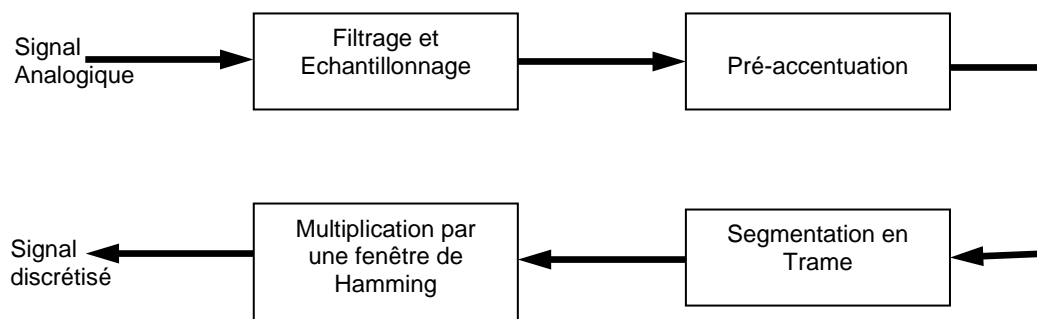 Signal
Analogique
Filtrage et
Echantillonnage
Pré-accentuation
Segmentation en
Trame
Multiplication par
une fenêtre de
Hamming
Signal
discrétisé